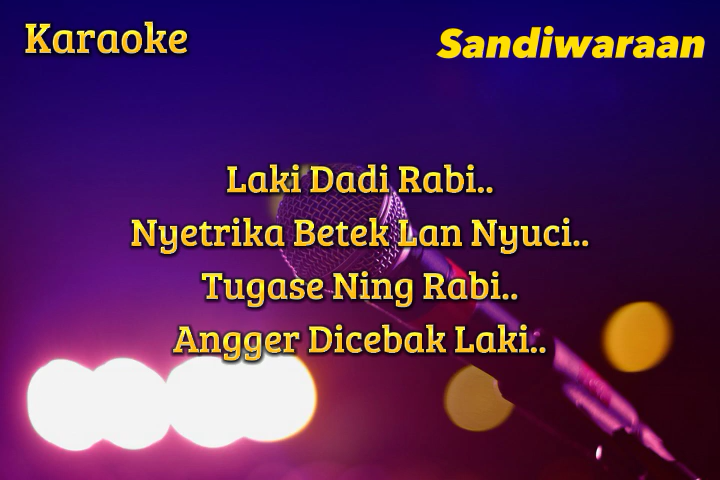 Karaoke
Sandiwaraan
Laki Dadi Rabi..
Nyetrika Betek Lan Nyuci..
Tugase Ning Rabi..
Angger Dicebak Laki..